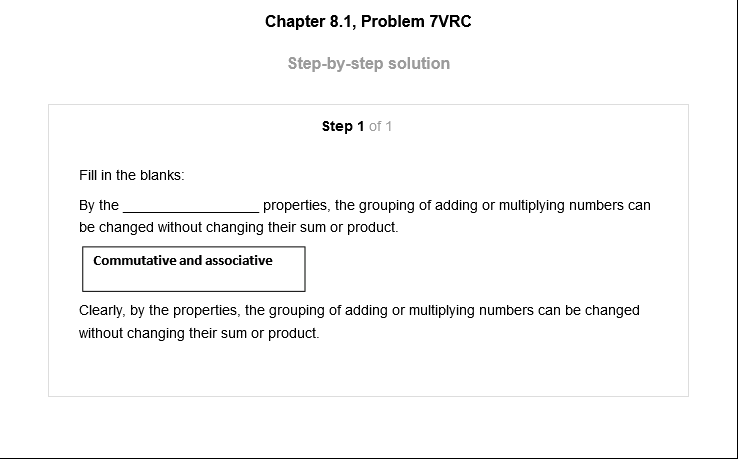 Chapter 8.1, Problem 7VRC
Step-by-step solution
Step 1 of 1
Fill in the blanks:
By the _________________ properties, the grouping of adding or multiplying numbers can
be changed without changing their sum or product.
Commutative and associative
Clearly, by the properties, the grouping of adding or multiplying numbers can be changed
without changing their sum or product.